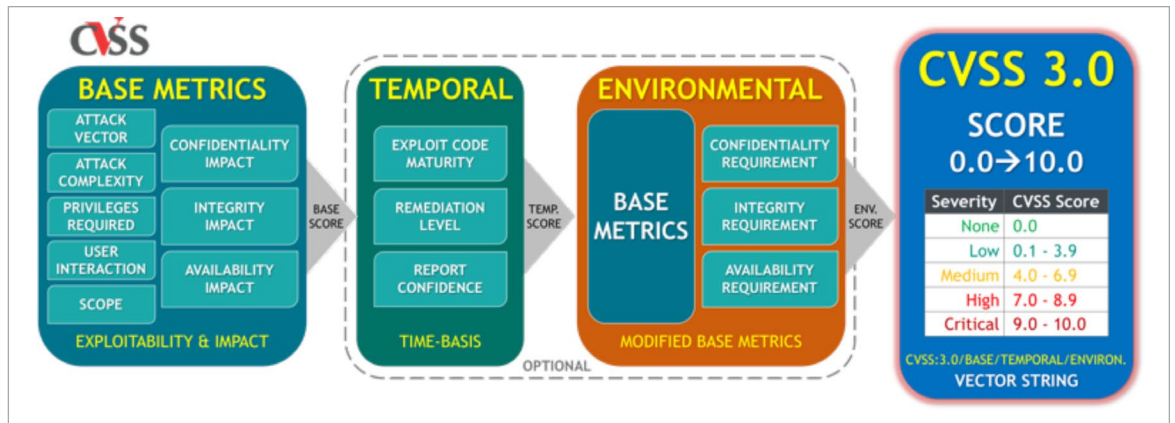 CVSS
BASE METRICS
ATTACK
VECTOR
ATTACK
COMPLEXITY
PRIVILEGES
REQUIRED
USER
INTERACTION
SCOPE
CONFIDENTIALITY
IMPACT
INTEGRITY
IMPACT
AVAILABILITY
IMPACT
EXPLOITABILITY & IMPACT
BASE
SCORE
TEMPORAL
EXPLOIT CODE
MATURITY
REMEDIATION
LEVEL
REPORT
CONFIDENCE
TIME-BASIS
TEMP.
SCORE
ENVIRONMENTAL
BASE
METRICS
CONFIDENTIALITY
REQUIREMENT
INTEGRITY
REQUIREMENT
AVAILABILITY
REQUIREMENT
MODIFIED BASE METRICS
OPTIONAL
ENV.
SCORE
CVSS 3.0
SCORE
0.0→10.0
Severity CVSS Score
None 0.0
Low 0.1 - 3.9
Medium 4.0 - 6.9
High 7.0 - 8.9
Critical 9.0 - 10.0
CVSS:3.0/BASE/TEMPORAL/ENVIRON.
VECTOR STRING